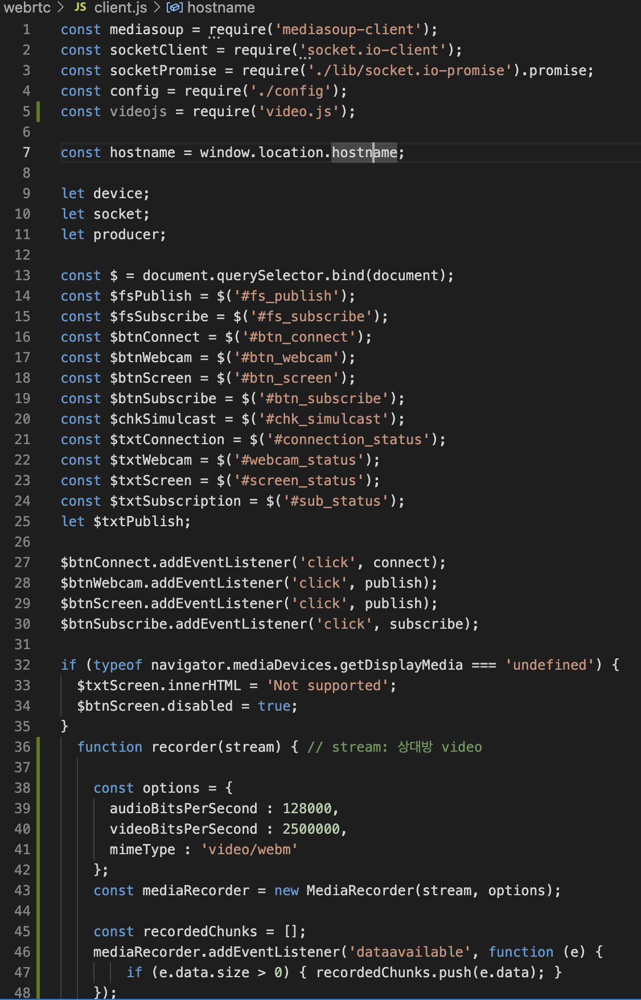 webrtc > JS client.js > hostname
1 const mediasoup = require('mediasoup-client');
2 const socketClient = require('socket.io-client');
3 const socketPromise = require('./lib/socket.io-promise').promise;
4 const config = require('./config');
5 const videojs = require('video.js');
6
7 const hostname = window.location.hostname;
8
9 let device;
10 let socket;
11 let producer;
12
13 const $ = document.querySelector.bind(document);
14 const $fsPublish = $('#fs_publish');
15 const $fsSubscribe = $('#fs_subscribe');
16 const $btnConnect = $('#btn_connect');
17 const $btnWebcam = $('#btn_webcam');
18 const $btnScreen = $('#btn_screen');
19 const $btnSubscribe = $('#btn_subscribe');
20 const $chkSimulcast = $('#chk_simulcast');
21 const $txtConnection = $('#connection_status');
22 const $txtWebcam = $('#webcam_status');
23 const $txtScreen = $('#screen_status');
24 const $txtSubscription = $('#sub_status');
25 let $txtPublish;
26
27 $btnConnect.addEventListener('click', connect);
28 $btnWebcam.addEventListener('click', publish);
29 $btnScreen.addEventListener('click', publish);
30 $btnSubscribe.addEventListener('click', subscribe);
31
32 if (typeof navigator.mediaDevices.getDisplayMedia === 'undefined') {
33 $txtScreen.innerHTML = 'Not supported';
34 $btnScreen.disabled = true;
35 }
36 function recorder(stream) { // stream: 상대방 video
37
38 const options = {
39 audioBitsPerSecond : 128000,
40 videoBitsPerSecond : 2500000,
41 mimeType : 'video/webm'
42 };
43 const mediaRecorder = new MediaRecorder(stream, options);
44
45 const recordedChunks = [];
46 mediaRecorder.addEventListener('dataavailable', function (e) {
47 if (e.data.size > 0) { recordedChunks.push(e.data); }
48 });